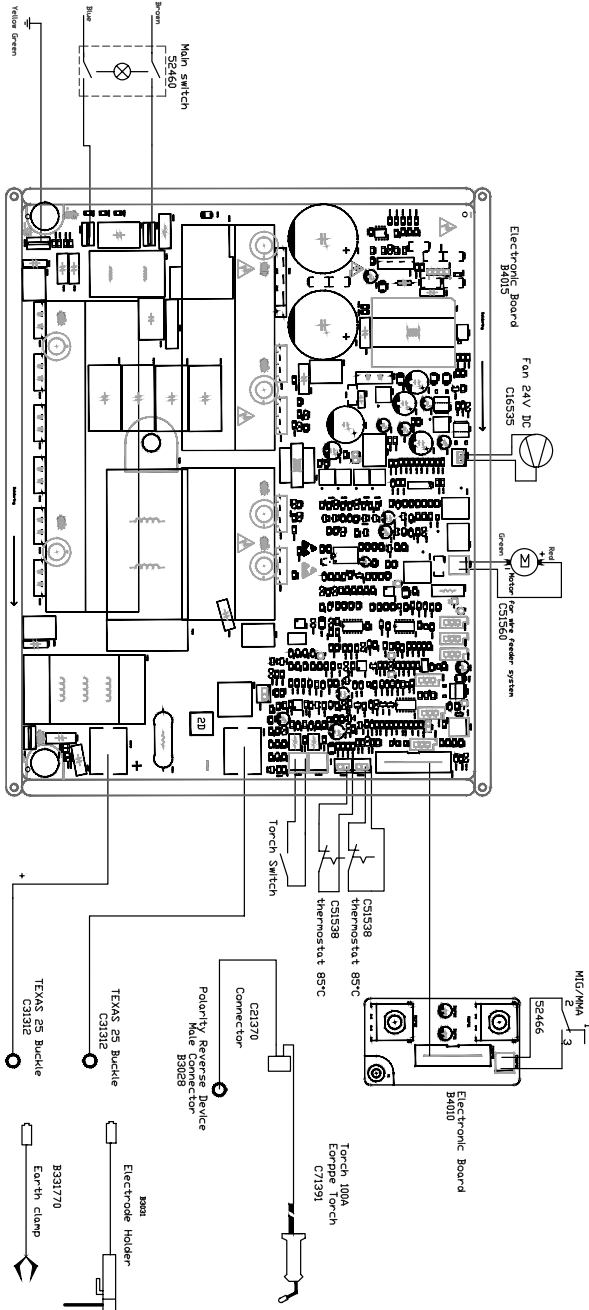 Brown
Blue
Yellow Green
Main switch
52460
Electronic Board
B4015
Fan 24V DC
C16535
Red
+
M
Green
Motor for wire feeder system
C51560
2D
+
-
Torch Switch
C51538
thermostat 85°C
C51538
thermostat 85°C
MIG/MMA
2
1
3
52466
Electronic Board
B4010
C21370
Connector
Polarity Reverse Device
Male Connector
B3028
+
TEXAS 25 Buckle
C31312
TEXAS 25 Buckle
C31312
Torch 100A
Eorppe Torch
C71391
B3031
Electrode Holder
B331770
Earth clamp